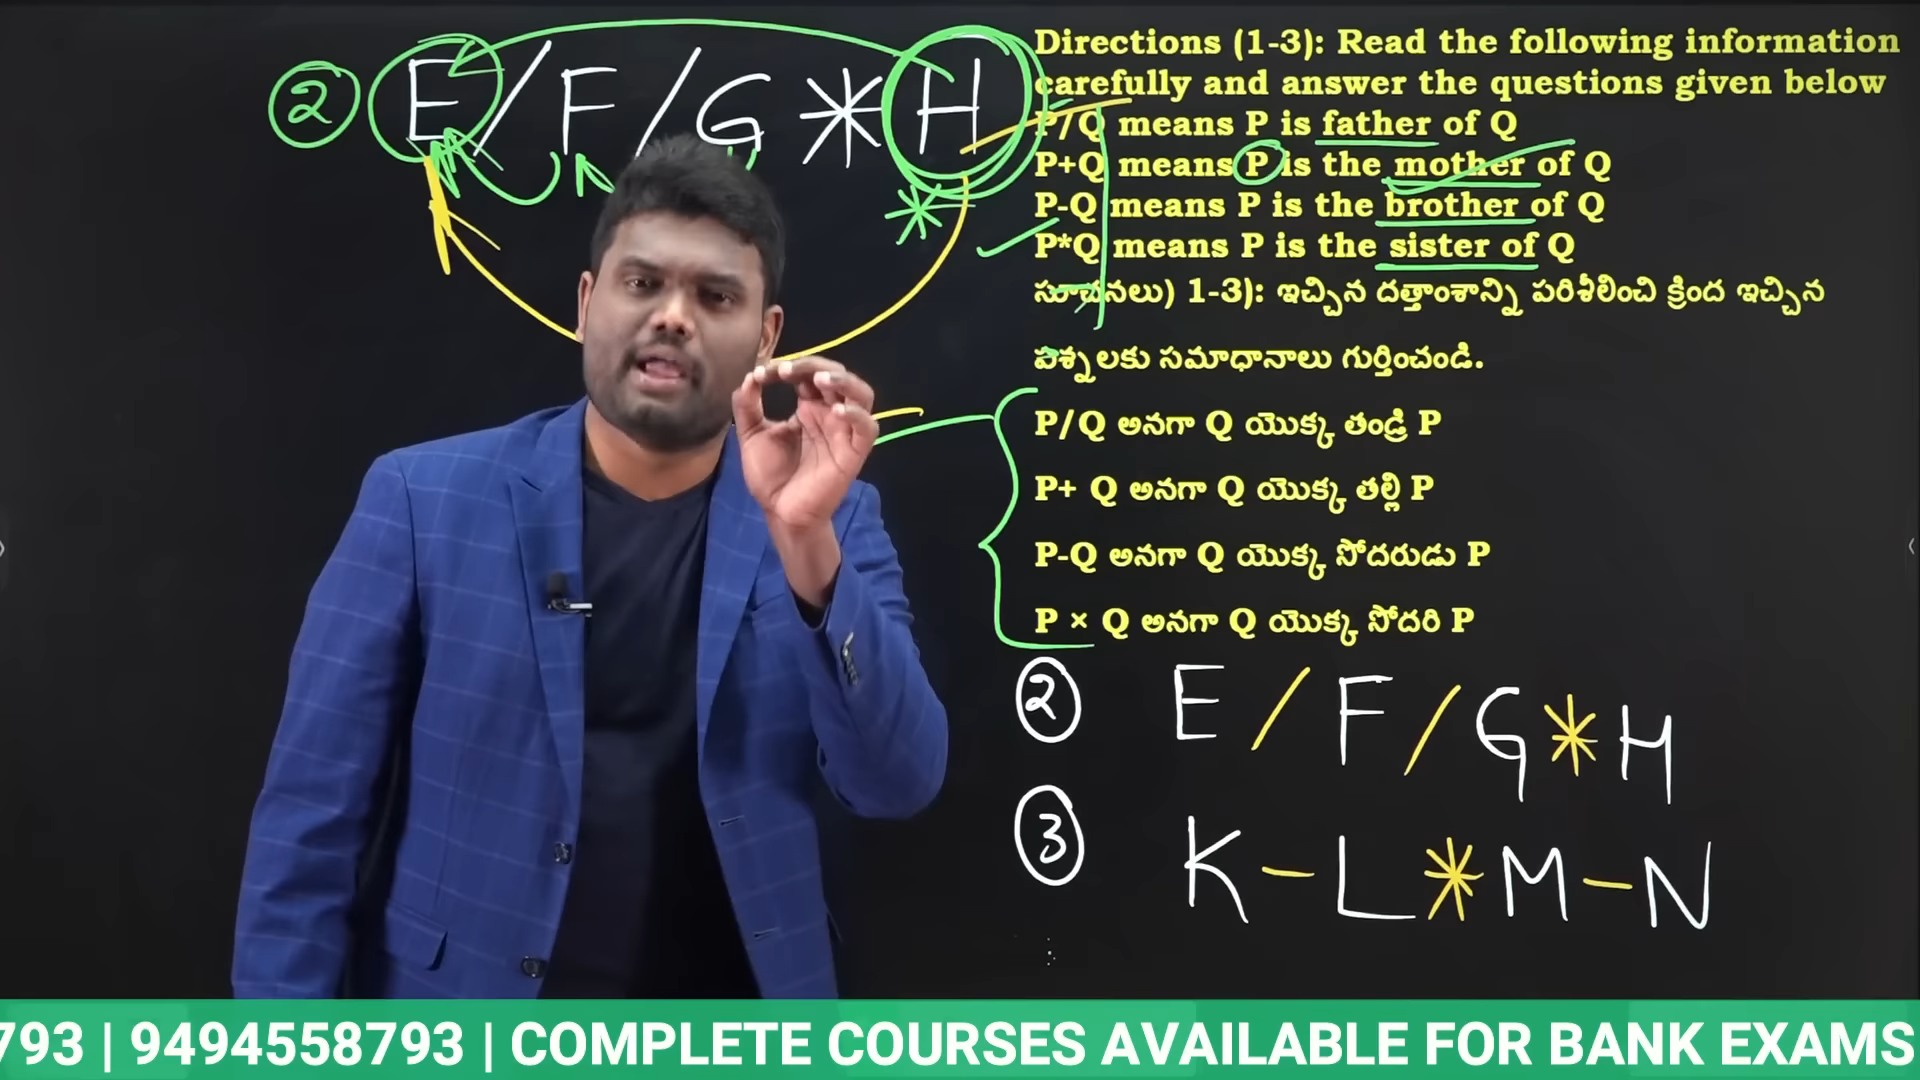 ② E / F / G * H
Directions (1-3): Read the following information
carefully and answer the questions given below
P/Q means P is father of Q
P+Q means P is the mother of Q
P-Q means P is the brother of Q
P*Q means P is the sister of Q
సూచనలు) 1-3): ఇచ్చిన దత్తాంశాన్ని పరిశీలించి క్రింద ఇచ్చిన
ప్రశ్నలకు సమాధానాలు గుర్తించండి.
P/Q అనగా Q యొక్క తండ్రి P
P+ Q అనగా Q యొక్క తల్లి P
P-Q అనగా Q యొక్క సోదరుడు P
P × Q అనగా Q యొక్క సోదరి P
② E / F / G * H
③ K - L * M - N
793 | 9494558793 | COMPLETE COURSES AVAILABLE FOR BANK EXAMS